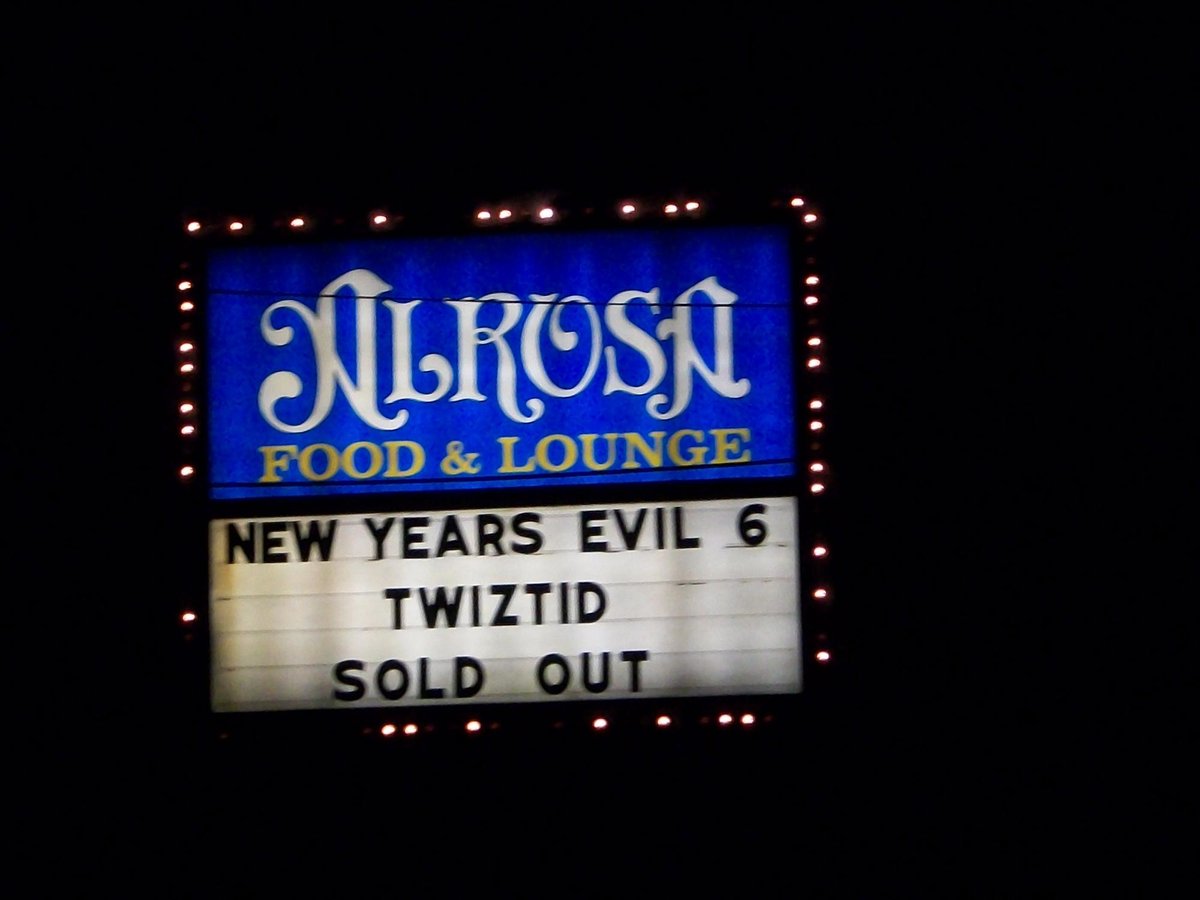 ALROSA
FOOD & LOUNGE
NEW YEARS EVIL 6
TWIZTID
SOLD OUT